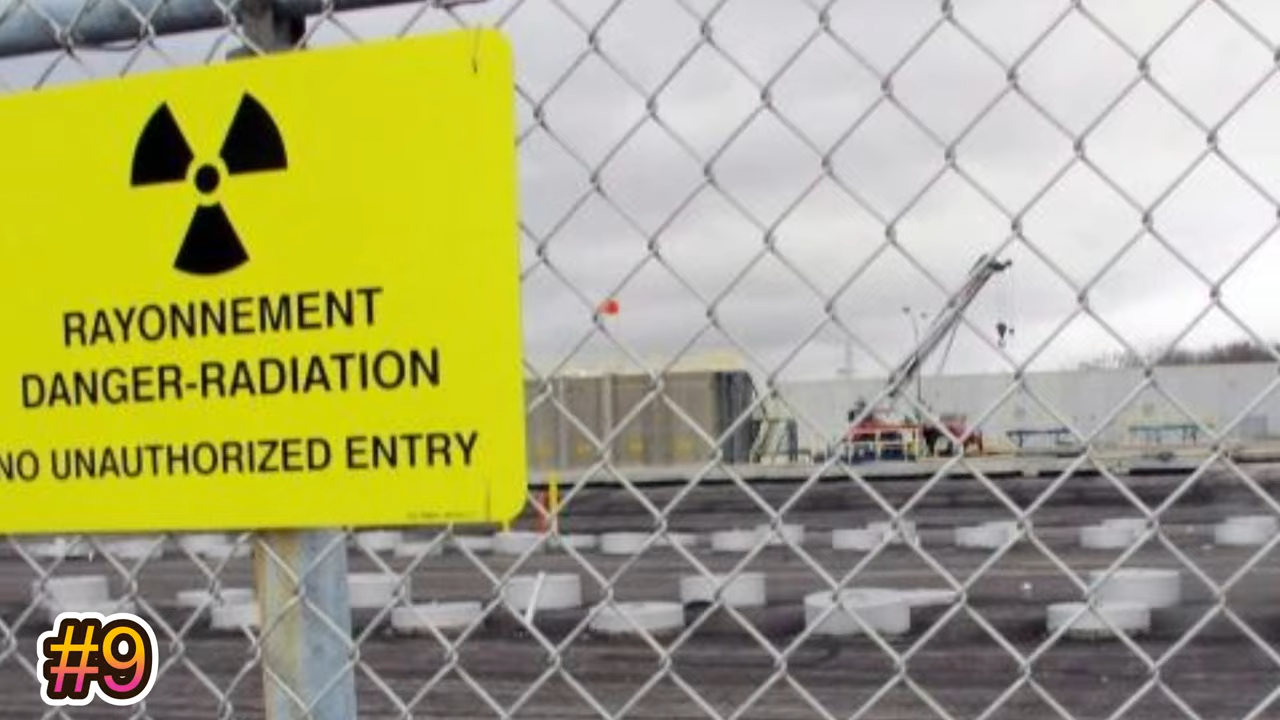 RAYONNEMENT
DANGER-RADIATION
NO UNAUTHORIZED ENTRY
#9